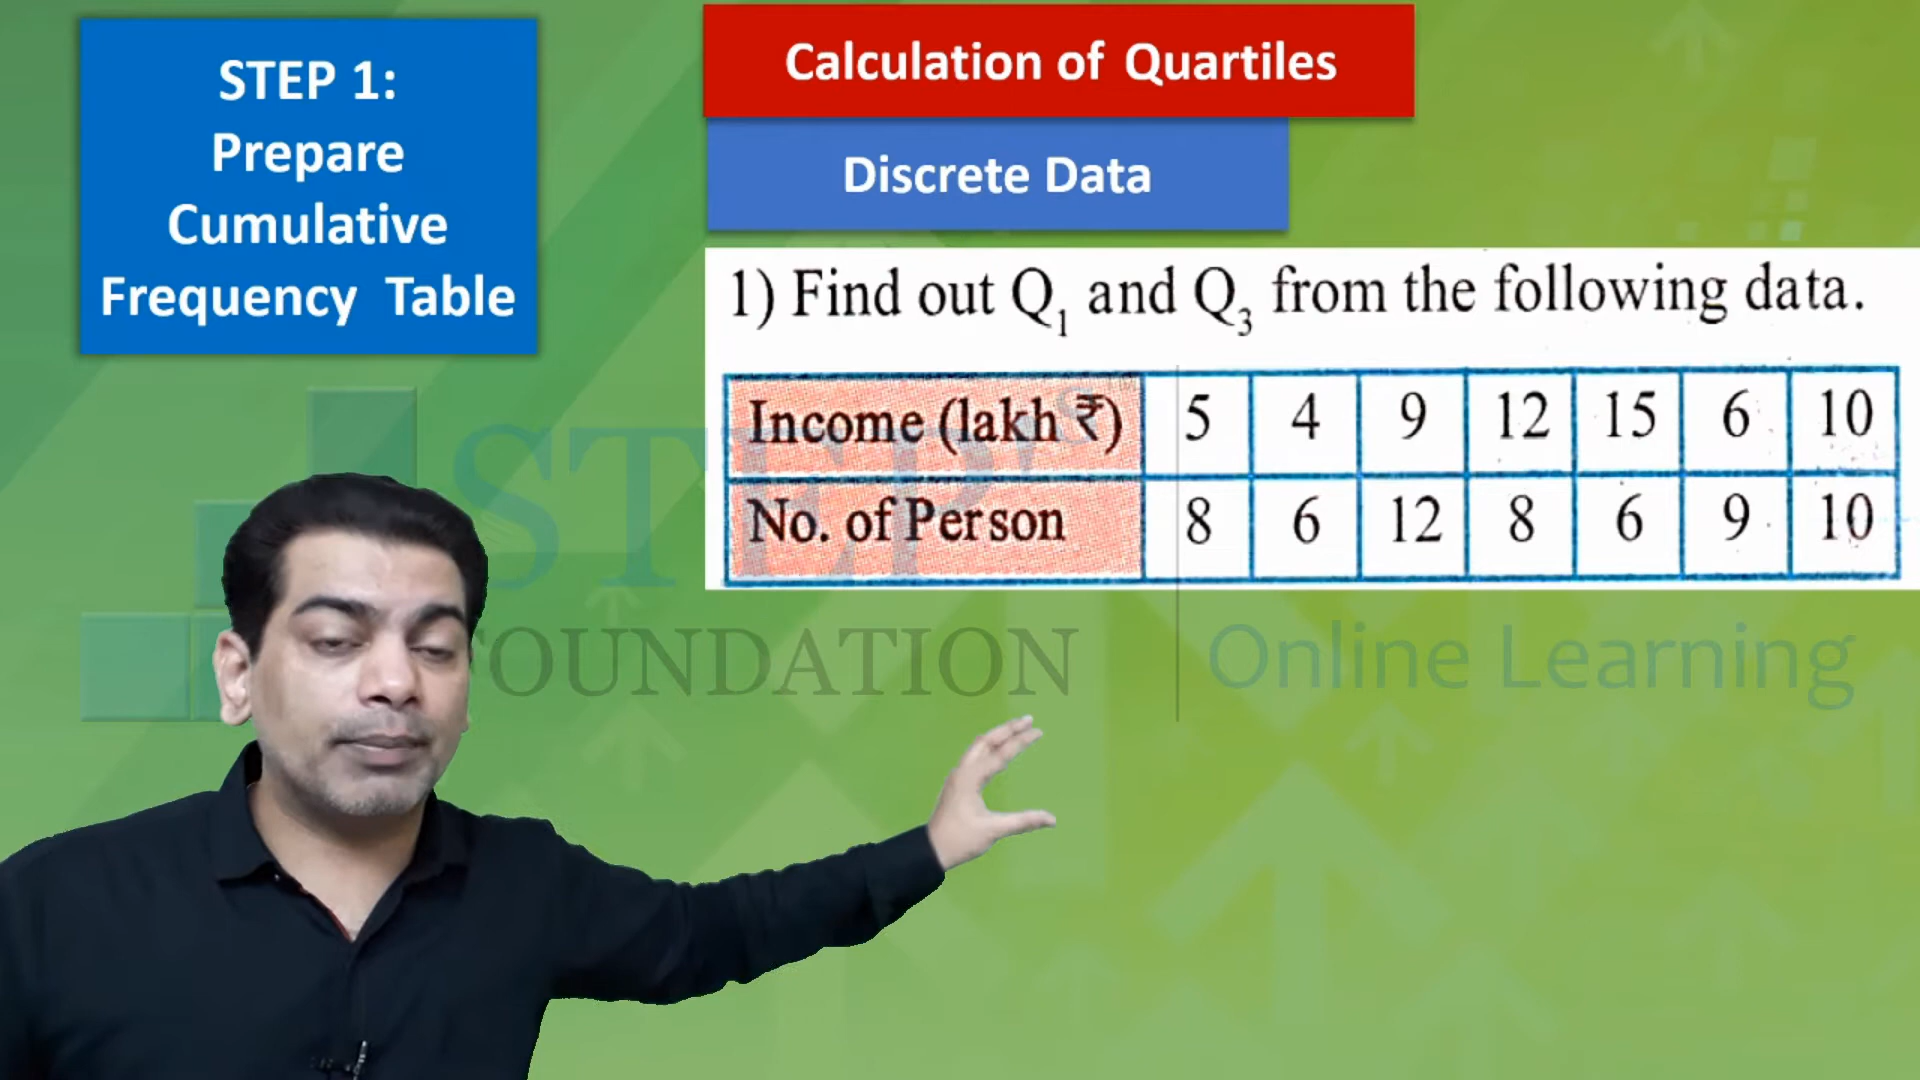 STEP 1:
Prepare
Cumulative
Frequency Table
Calculation of Quartiles
Discrete Data
1) Find out Q₁ and Q₃ from the following data.
Income (lakh ₹) 5 4 9 12 15 6 10
No. of Person 8 6 12 8 6 9 10
STEP'S
FOUNDATION
Online Learning